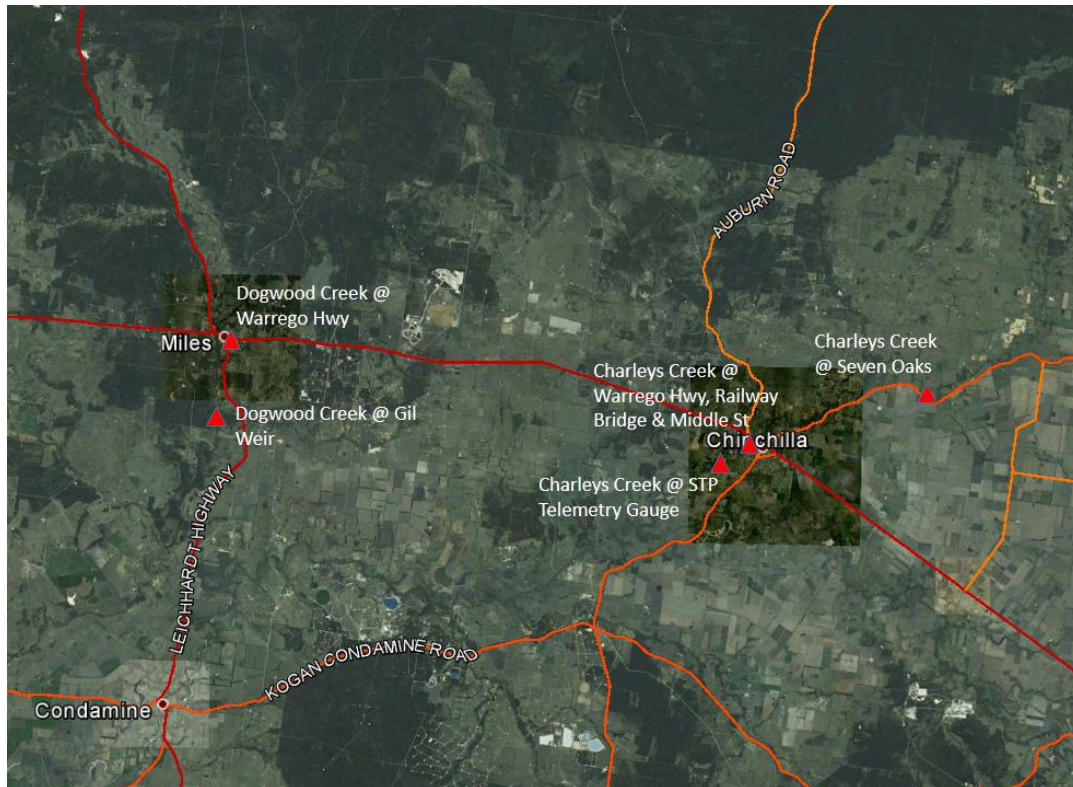 AUBURN ROAD
Dogwood Creek @
Warrego Hwy
Miles
Charleys Creek
@ Seven Oaks
Charleys Creek @
Warrego Hwy, Railway
Bridge & Middle St
Dogwood Creek @ Gil
Weir
Chinchilla
Charleys Creek @ STP
Telemetry Gauge
LEICHHARDT HIGHWAY
KOGAN CONDAMINE ROAD
Condamine